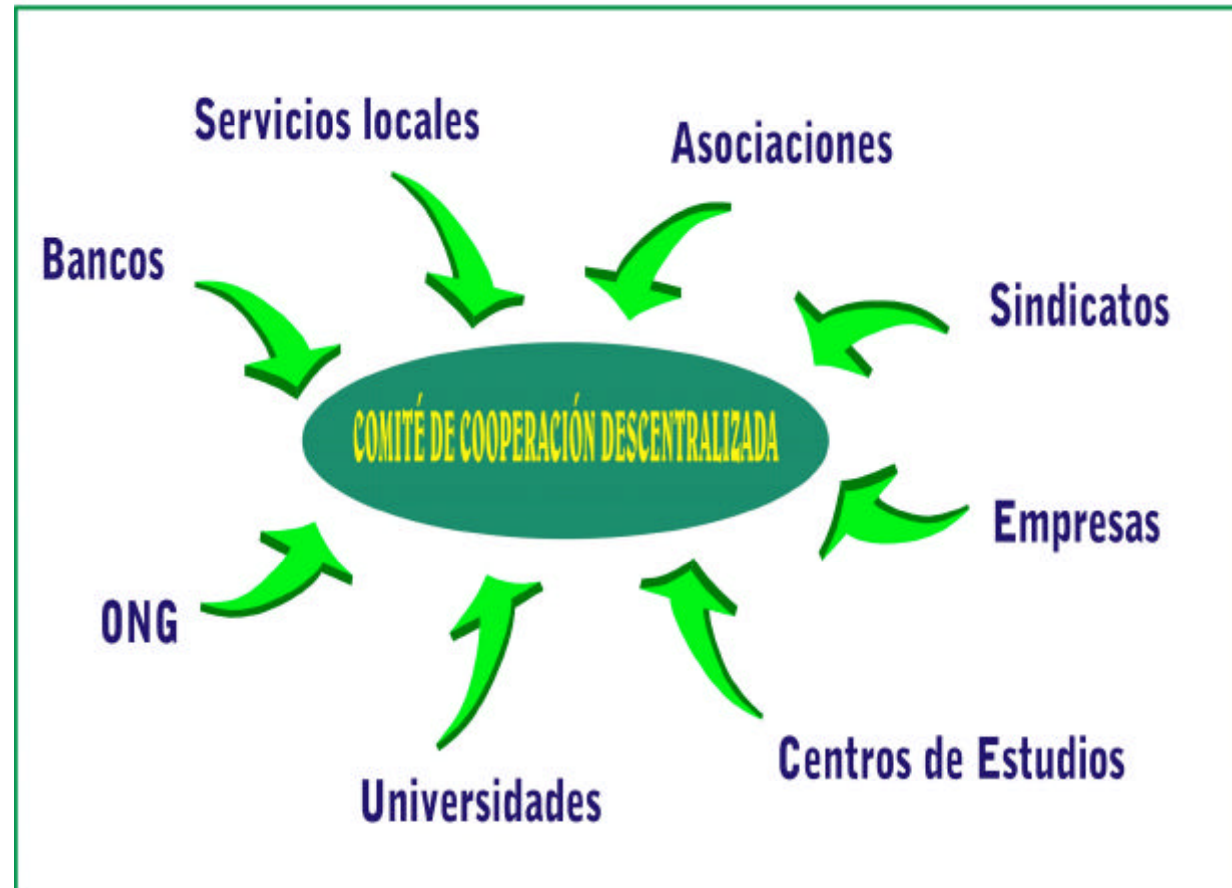 Servicios locales
Asociaciones
Bancos
Sindicatos
COMITÉ DE COOPERACIÓN DESCENTRALIZADA
Empresas
ONG
Centros de Estudios
Universidades